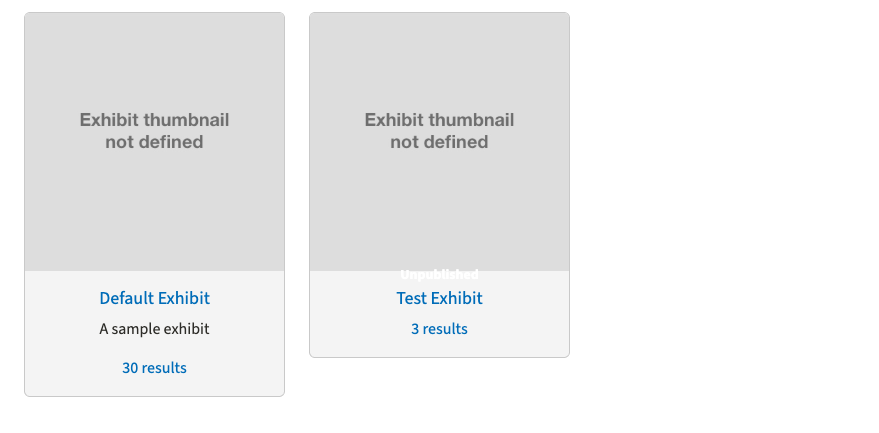 Exhibit thumbnail
not defined
Default Exhibit
A sample exhibit
30 results
Exhibit thumbnail
not defined
Unpublished
Test Exhibit
3 results